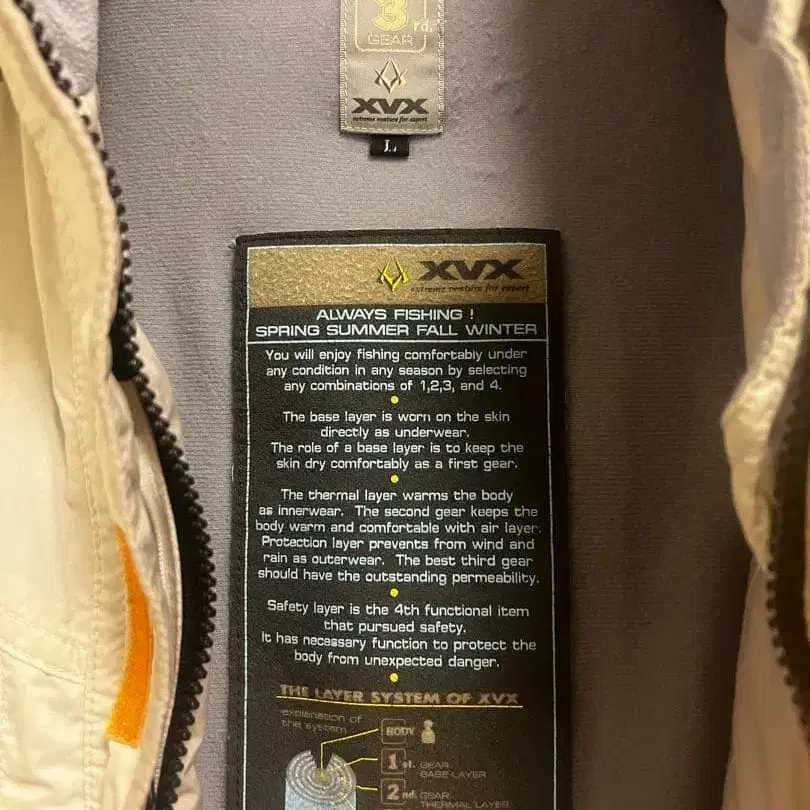 3rd.
GEAR
XVX
extreme venture for expert
L
XVX
extreme venture for expert
ALWAYS FISHING !
SPRING SUMMER FALL WINTER
You will enjoy fishing comfortably under
any condition in any season by selecting
any combinations of 1,2,3, and 4.
The base layer is worn on the skin
directly as underwear.
The role of a base layer is to keep the
skin dry comfortably as a first gear.
The thermal layer warms the body
as innerwear. The second gear keeps the
body warm and comfortable with air layer.
Protection layer prevents from wind and
rain as outerwear. The best third gear
should have the outstanding permeability.
Safety layer is the 4th functional item
that pursued safety.
It has necessary function to protect the
body from unexpected danger.
THE LAYER SYSTEM OF XVX
explanation of
the system
BODY
1st. GEAR
BASE-LAYER
2nd. GEAR
THERMAL LAYER